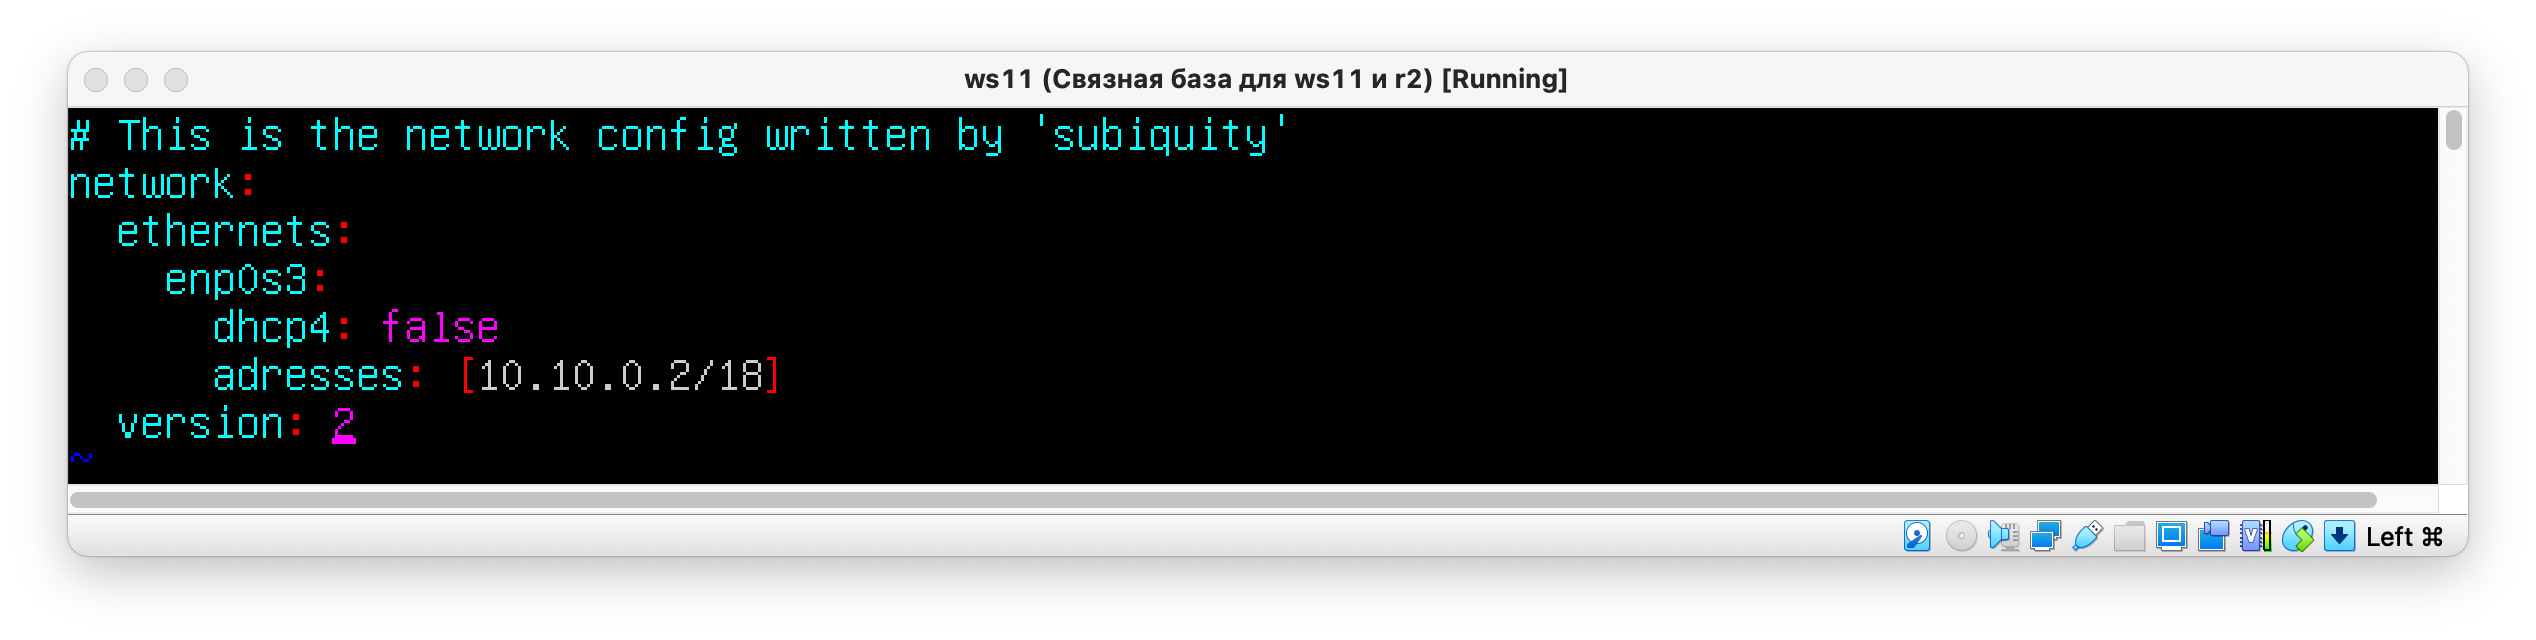 ws11 (Связная база для ws11 и r2) [Running]
# This is the network config written by 'subiquity'
network:
  ethernets:
    enp0s3:
      dhcp4: false
      adresses: [10.10.0.2/18]
  version: 2
~
Left ⌘